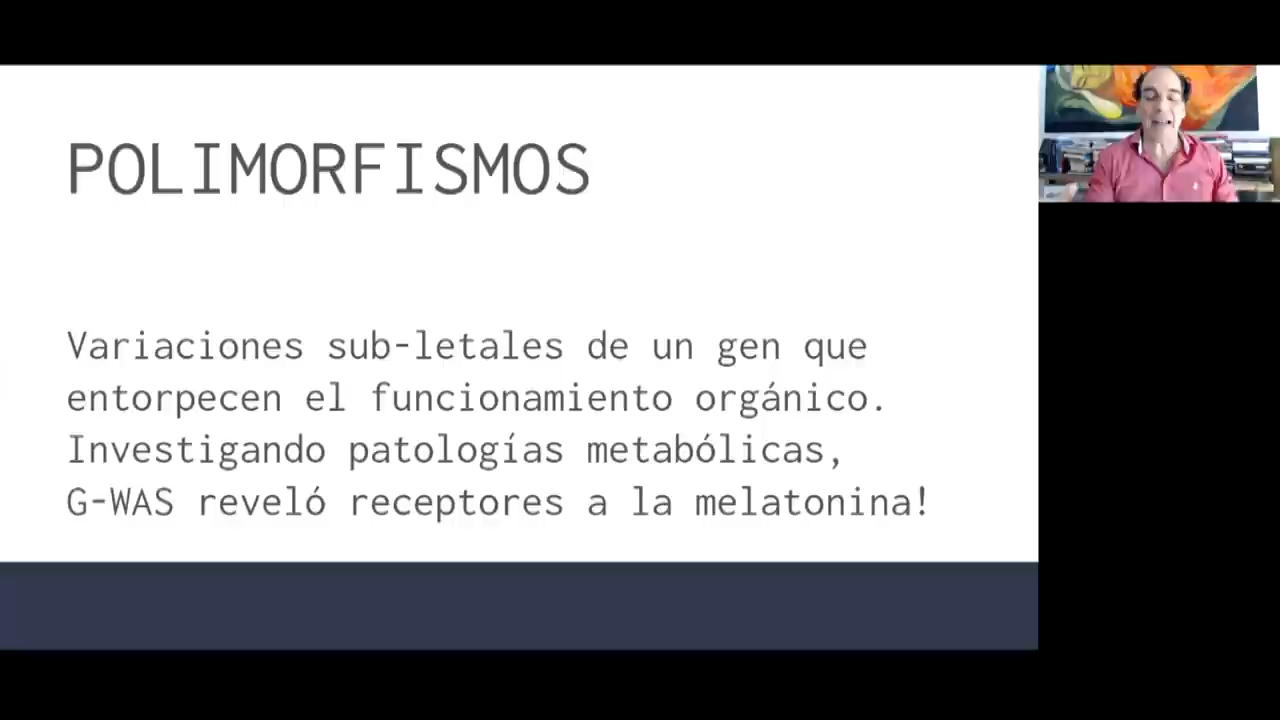 POLIMORFISMOS
Variaciones sub-letales de un gen que
entorpecen el funcionamiento orgánico.
Investigando patologías metabólicas,
G-WAS reveló receptores a la melatonina!